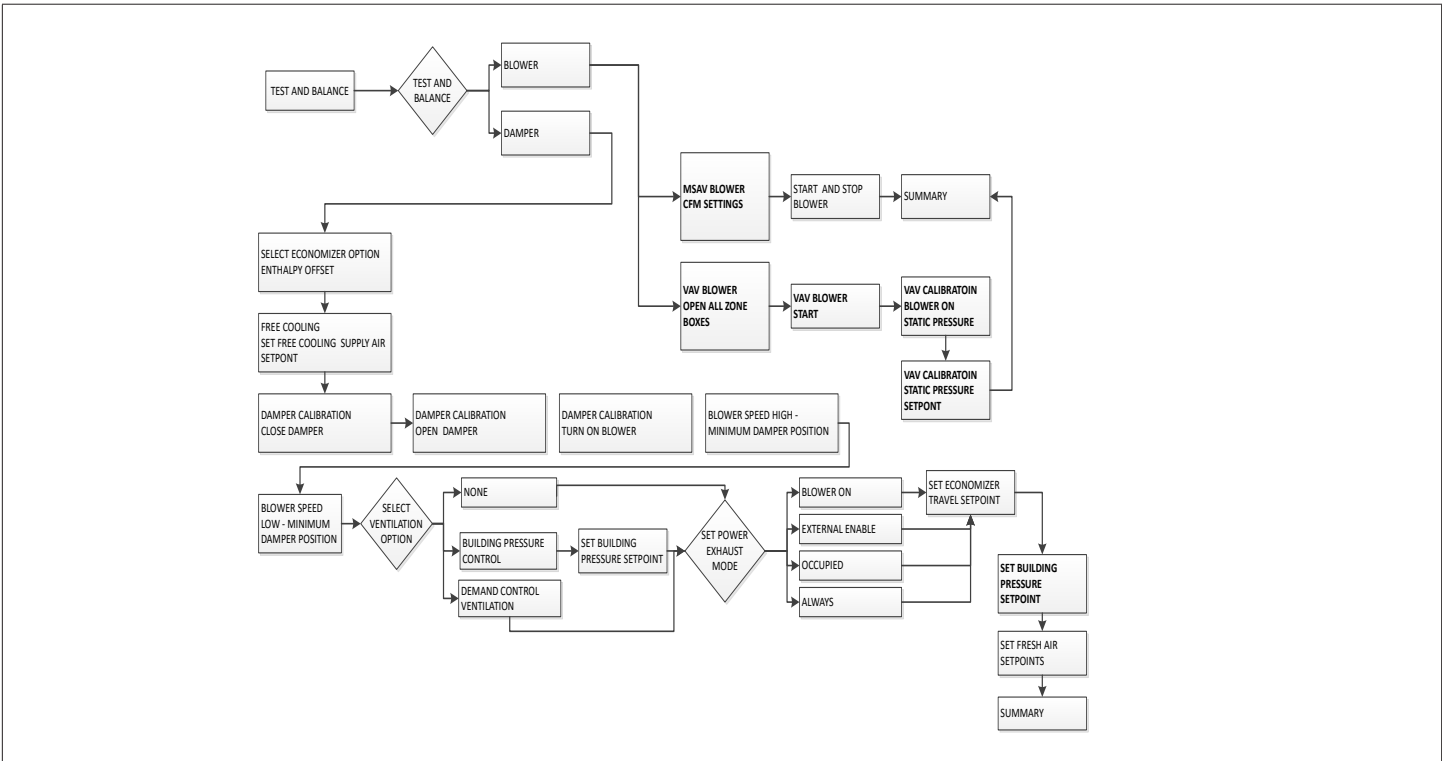 TEST AND BALANCE
TEST AND
BALANCE
BLOWER
DAMPER
MSAV BLOWER
CFM SETTINGS
START AND STOP
BLOWER
SUMMARY
VAV BLOWER
OPEN ALL ZONE
BOXES
VAV BLOWER
START
VAV CALIBRATOIN
BLOWER ON
STATIC PRESSURE
VAV CALIBRATOIN
STATIC PRESSURE
SETPONT
SELECT ECONOMIZER OPTION
ENTHALPY OFFSET
FREE COOLING
SET FREE COOLING SUPPLY AIR
SETPONT
DAMPER CALIBRATION
CLOSE DAMPER
DAMPER CALIBRATION
OPEN DAMPER
DAMPER CALIBRATION
TURN ON BLOWER
BLOWER SPEED HIGH -
MINIMUM DAMPER POSITION
BLOWER SPEED
LOW - MINIMUM
DAMPER POSITION
SELECT
VENTILATION
OPTION
NONE
BUILDING PRESSURE
CONTROL
SET BUILDING
PRESSURE SETPOINT
DEMAND CONTROL
VENTILATION
SET POWER
EXHAUST
MODE
BLOWER ON
EXTERNAL ENABLE
OCCUPIED
ALWAYS
SET ECONOMIZER
TRAVEL SETPOINT
SET BUILDING
PRESSURE
SETPOINT
SET FRESH AIR
SETPOINTS
SUMMARY